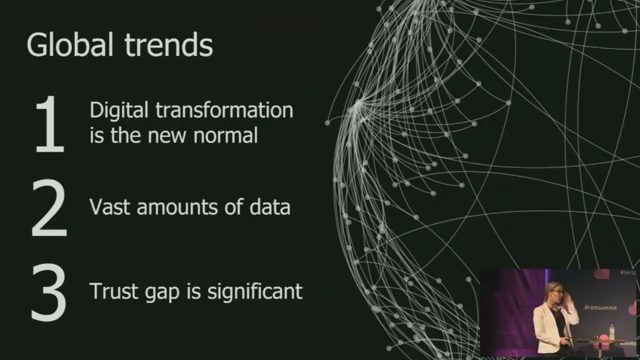 Global trends
1
Digital transformation
is the new normal
2
Vast amounts of data
3
Trust gap is significant